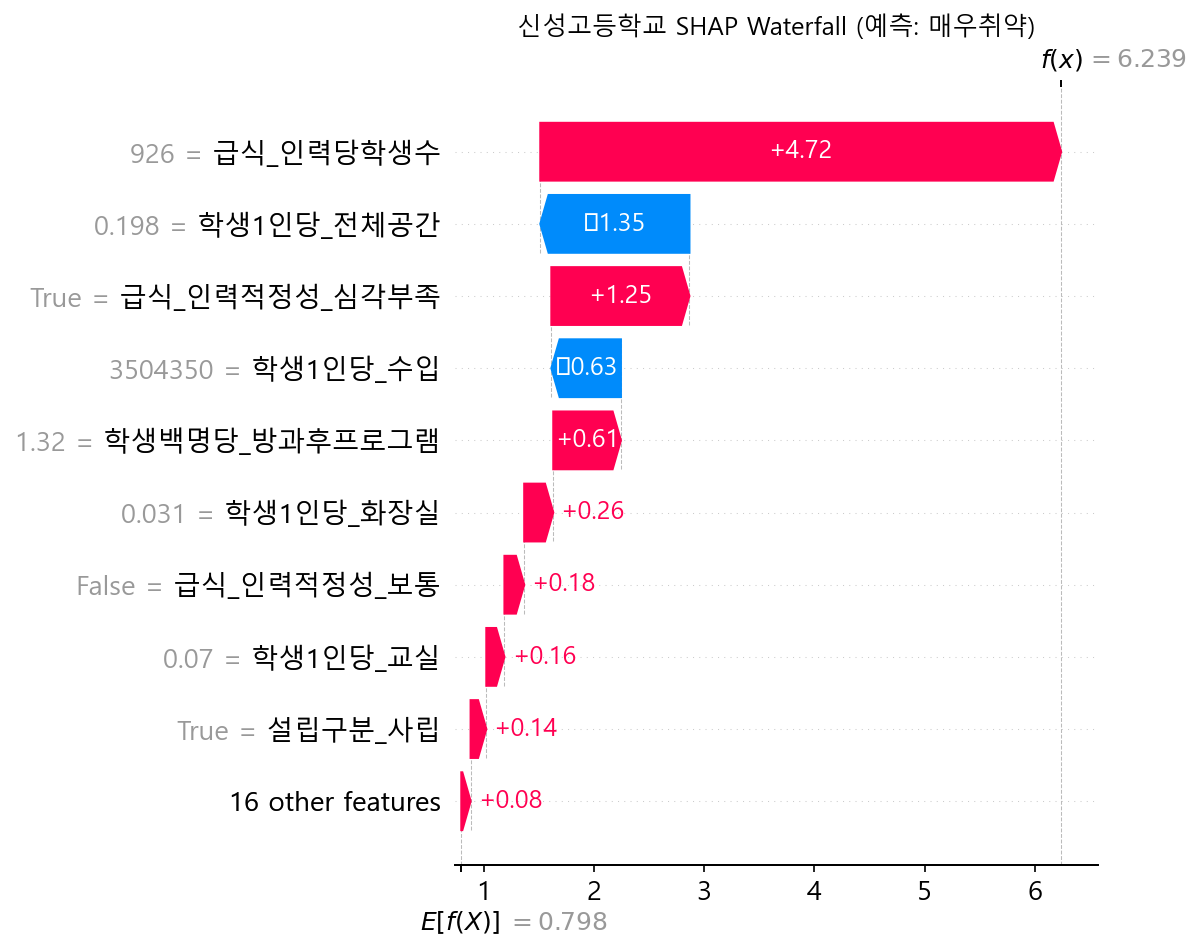 신성고등학교 SHAP Waterfall (예측: 매우취약)
f(x) = 6.239
926 = 급식_인력당학생수
+4.72
0.198 = 학생1인당_전체공간
▯1.35
True = 급식_인력적정성_심각부족
+1.25
3504350 = 학생1인당_수입
▯0.63
1.32 = 학생백명당_방과후프로그램
+0.61
0.031 = 학생1인당_화장실
+0.26
False = 급식_인력적정성_보통
+0.18
0.07 = 학생1인당_교실
+0.16
True = 설립구분_사립
+0.14
16 other features
+0.08
1 2 3 4 5 6
E[f(X)] = 0.798